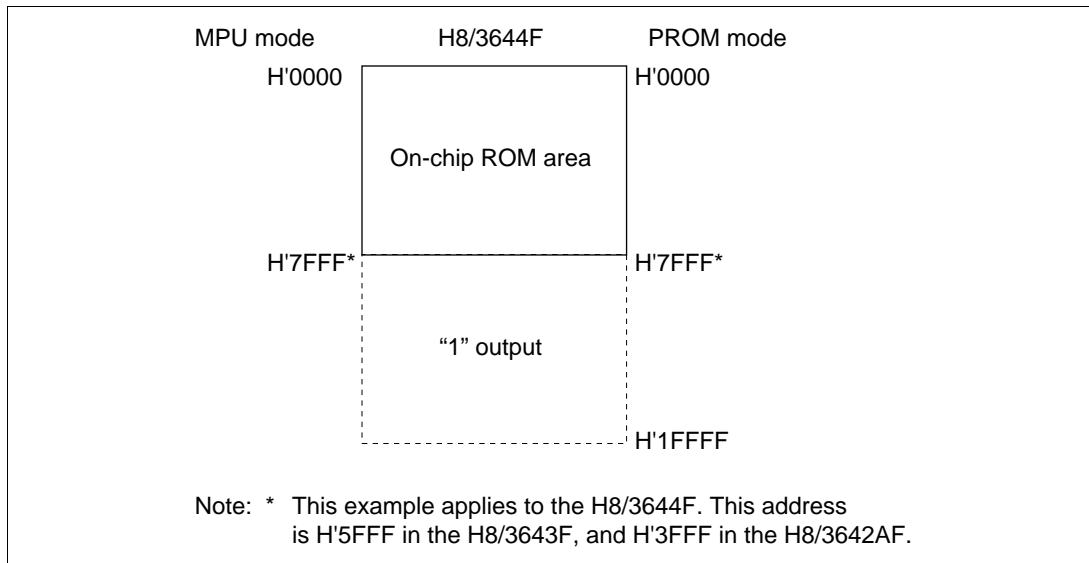 MPU mode H8/3644F PROM mode
H'0000 H'0000
On-chip ROM area
H'7FFF* H'7FFF*
“1” output
H'1FFFF
Note: * This example applies to the H8/3644F. This address
is H'5FFF in the H8/3643F, and H'3FFF in the H8/3642AF.